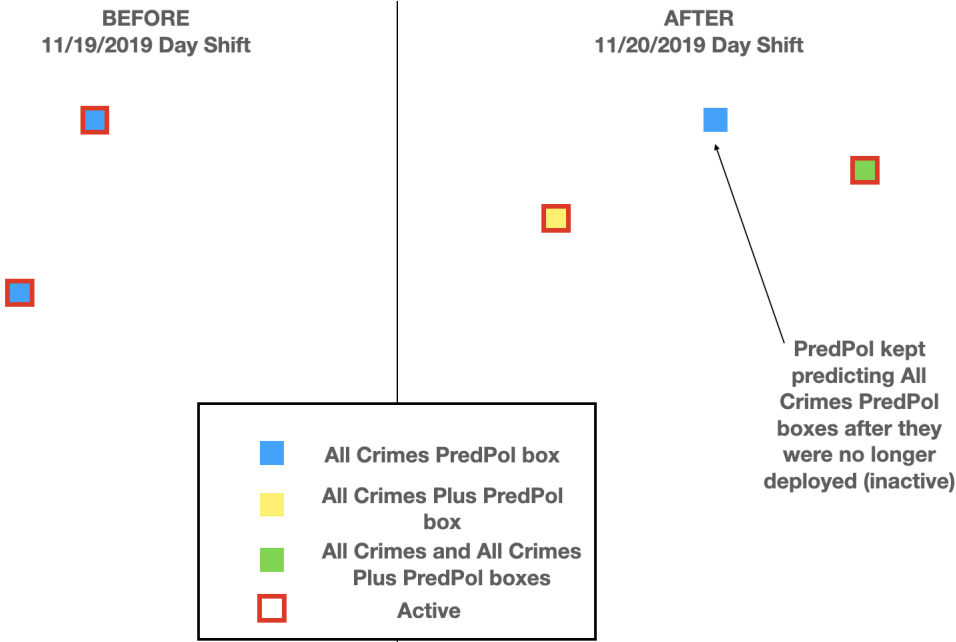 BEFORE
11/19/2019 Day Shift
AFTER
11/20/2019 Day Shift
PredPol kept
predicting All
Crimes PredPol
boxes after they
were no longer
deployed (inactive)
All Crimes PredPol box
All Crimes Plus PredPol
box
All Crimes and All Crimes
Plus PredPol boxes
Active